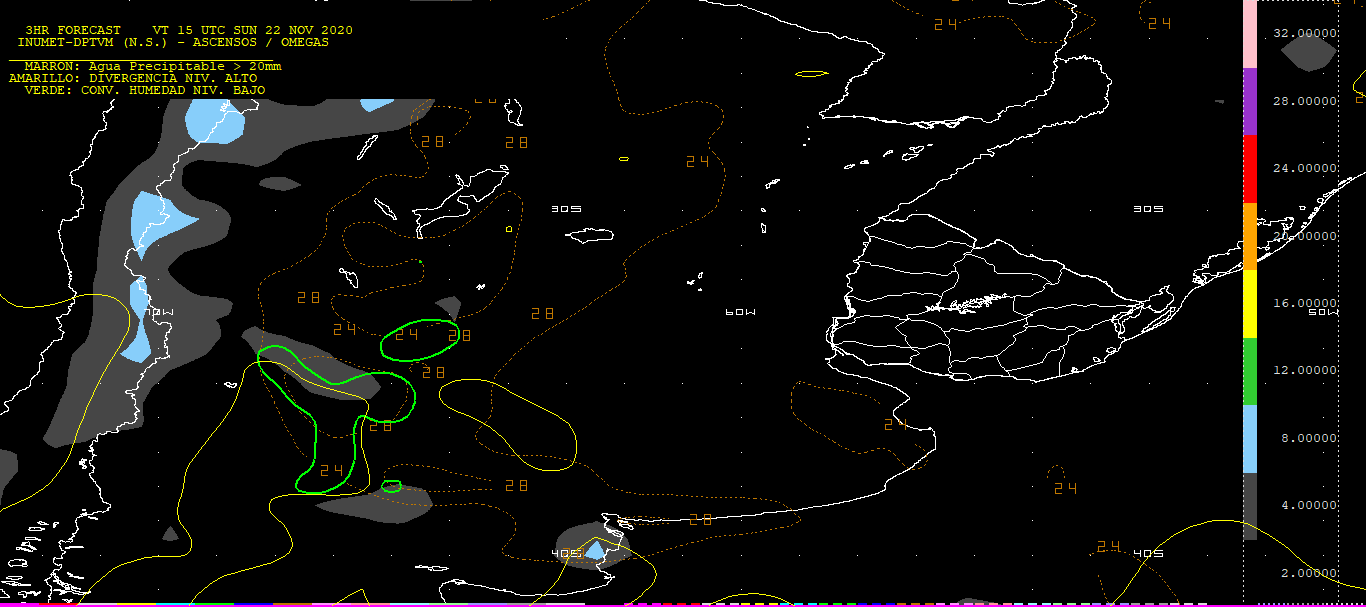 3HR FORECAST VT 15 UTC SUN 22 NOV 2020
INUMET-DPTVM (N.S.) - ASCENSOS / OMEGAS
MARRON: Agua Precipitable > 20mm
AMARILLO: DIVERGENCIA NIV. ALTO
VERDE: CONV. HUMEDAD NIV. BAJO
24
24
32.00000
28
28.00000
28
28
24
24.00000
30S
30S
20.00000
28
16.00000
28
60W
50W
24
24
28
28
12.00000
28
24
8.00000
24
28
24
4.00000
28
24
40S
40S
2.00000